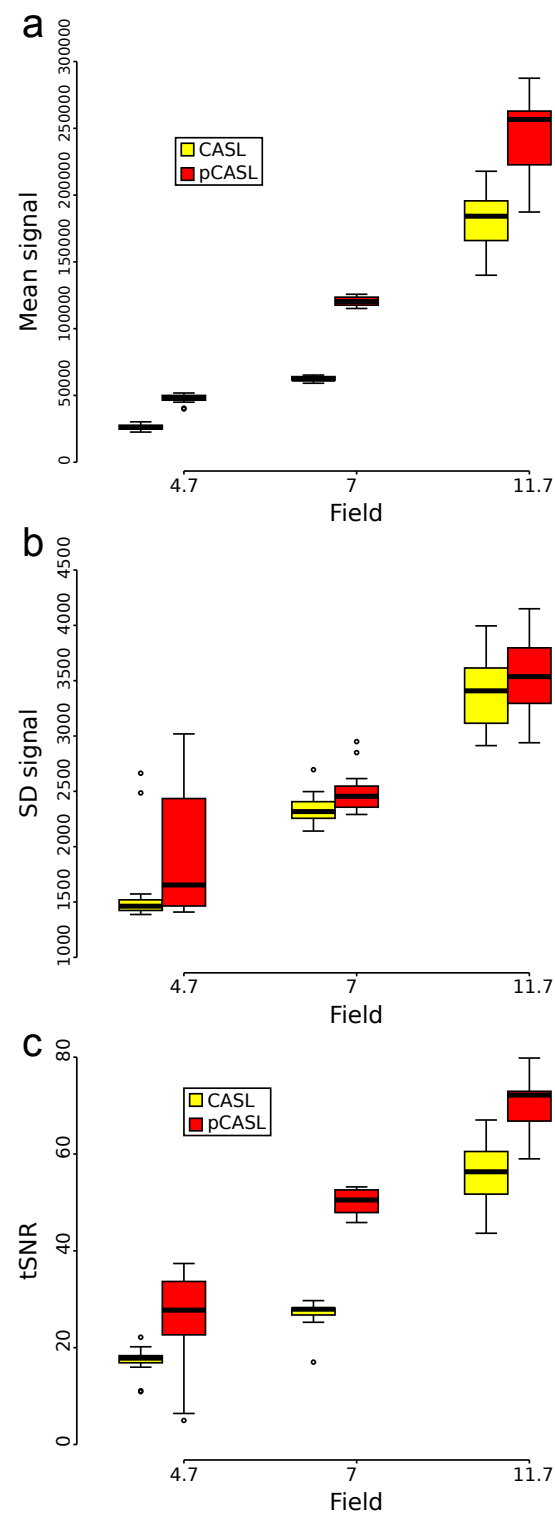 a
300000
250000
200000
150000
100000
50000
0
Mean signal
CASL
pCASL
4.7 7 11.7
Field
b
4500
4000
3500
3000
2500
2000
1500
1000
SD signal
4.7 7 11.7
Field
c
80
60
40
20
0
tSNR
CASL
pCASL
4.7 7 11.7
Field